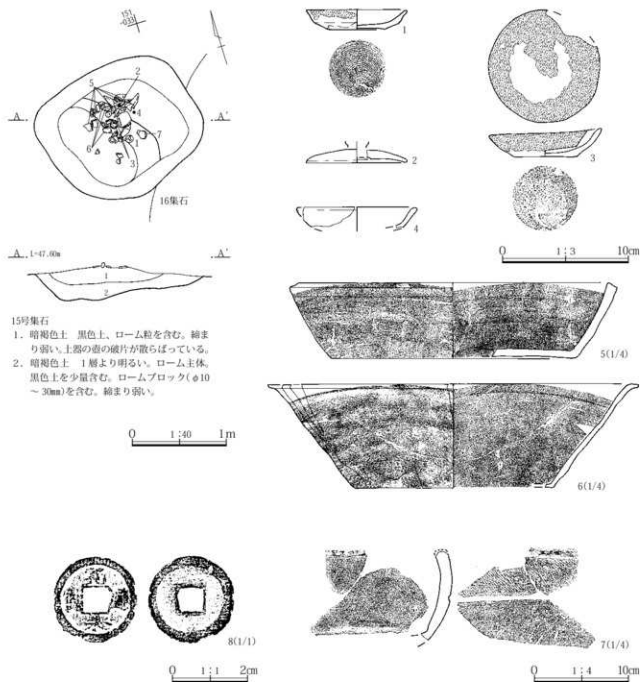 151
-033
A
A′
5
2
4
7
1
6
3
16集石
A L=47.60m
A′
1
2
15号集石
1. 暗褐色土 黒色土、ローム粒を含む。締ま
り弱い。土器の壺の破片が散らばっている。
2. 暗褐色土 1層より明るい。ローム主体。
黒色土を少量含む。ロームブロック(φ10
～30mm)を含む。締まり弱い。
0 1:40 1m
1
2
3
4
0 1:3 10cm
5(1/4)
6(1/4)
8(1/1)
7(1/4)
0 1:1 2cm
0 1:4 10cm